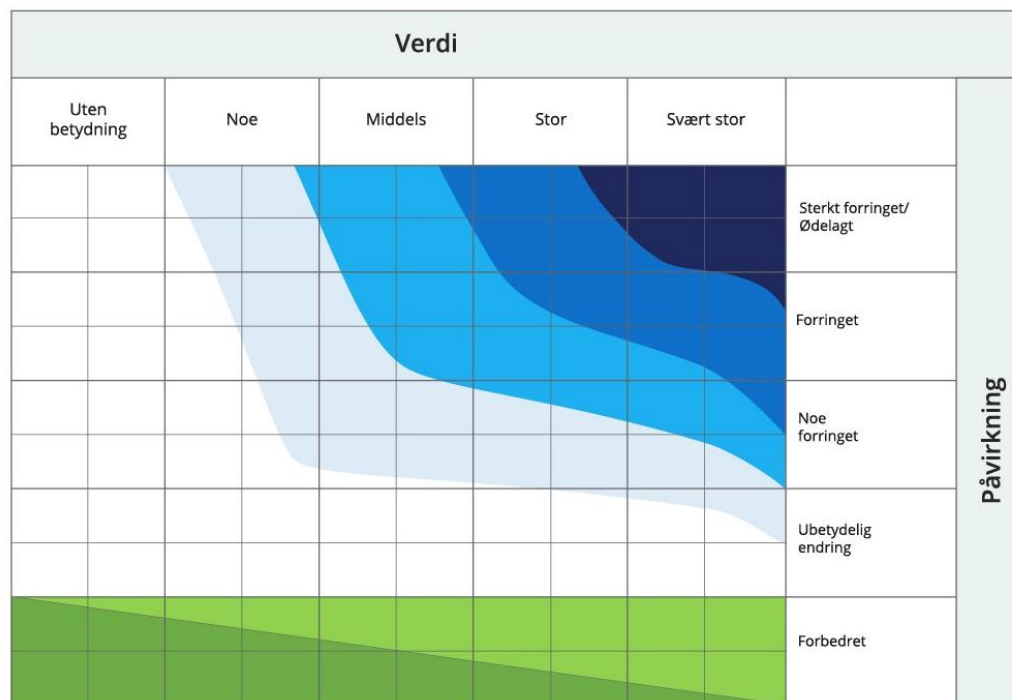 Verdi
Uten
betydning
Noe
Middels
Stor
Svært stor
Sterkt forringet/
Ødelagt
Forringet
Noe
forringet
Ubetydelig
endring
Forbedret
Påvirkning